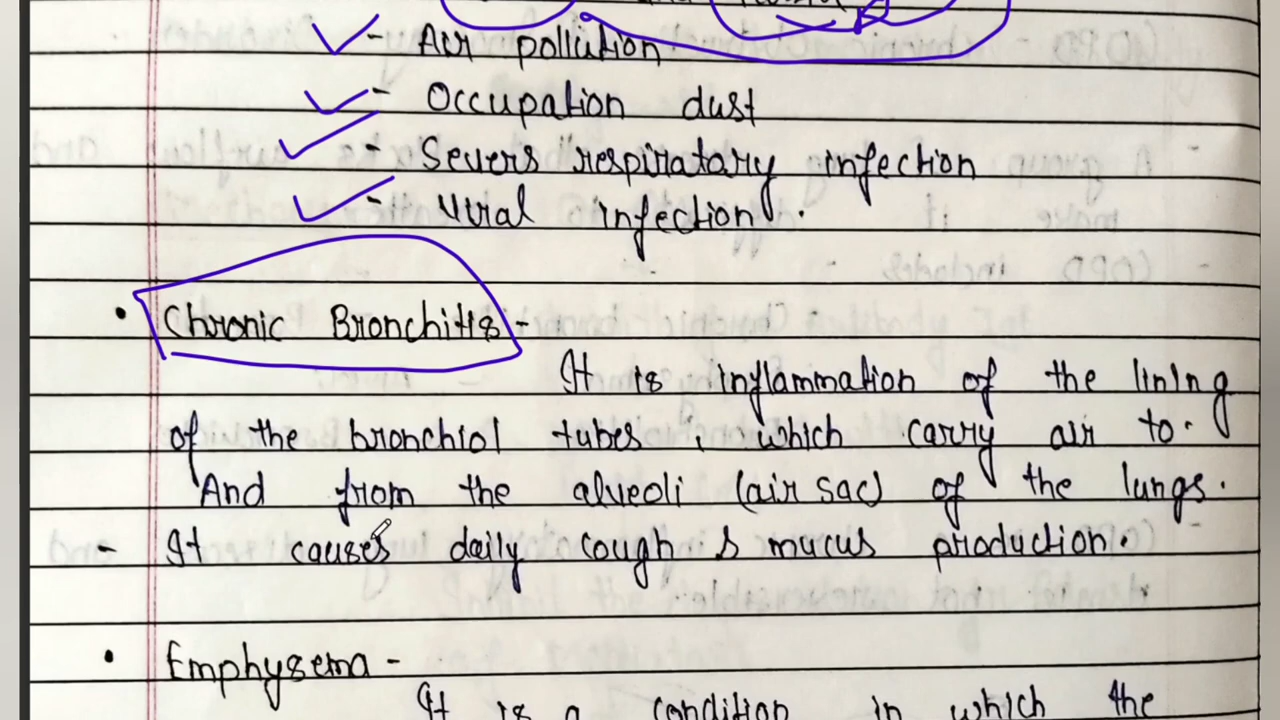 - Air pollution
- Occupation dust
- Severs respiratary infection
- Viral infection.
• Chronic Bronchitis -
It is inflammation of the lining
of the bronchiol tubes, which carry air to.
And from the alveoli (air sac) of the lungs.
- It causes daily cough & mucus production.
• Emphysema -
It is a condition in which the